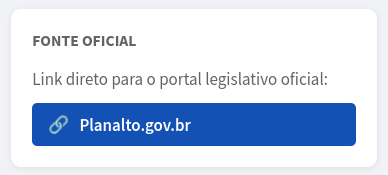 FONTE OFICIAL
Link direto para o portal legislativo oficial:
🔗 Planalto.gov.br